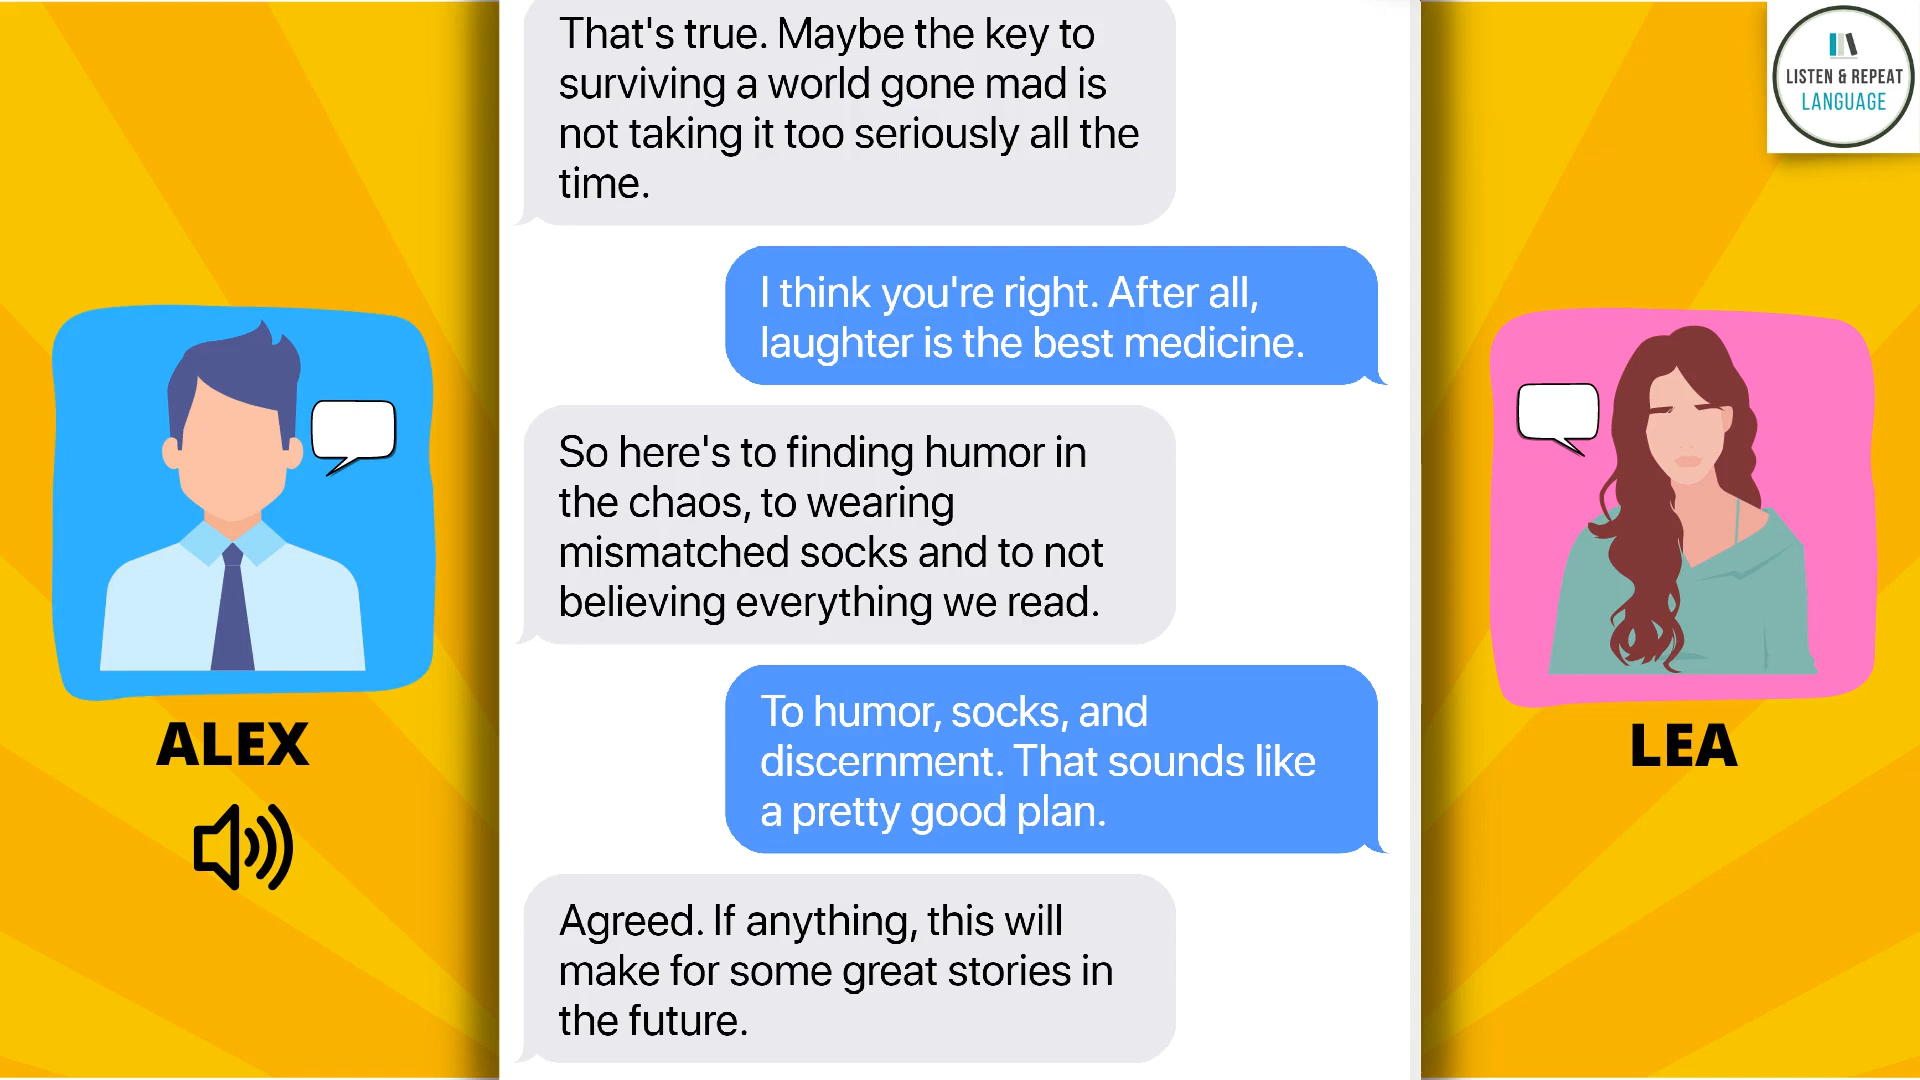 That's true. Maybe the key to
surviving a world gone mad is
not taking it too seriously all the
time.
I think you're right. After all,
laughter is the best medicine.
So here's to finding humor in
the chaos, to wearing
mismatched socks and to not
believing everything we read.
To humor, socks, and
discernment. That sounds like
a pretty good plan.
Agreed. If anything, this will
make for some great stories in
the future.
ALEX
LEA
LISTEN & REPEAT
LANGUAGE